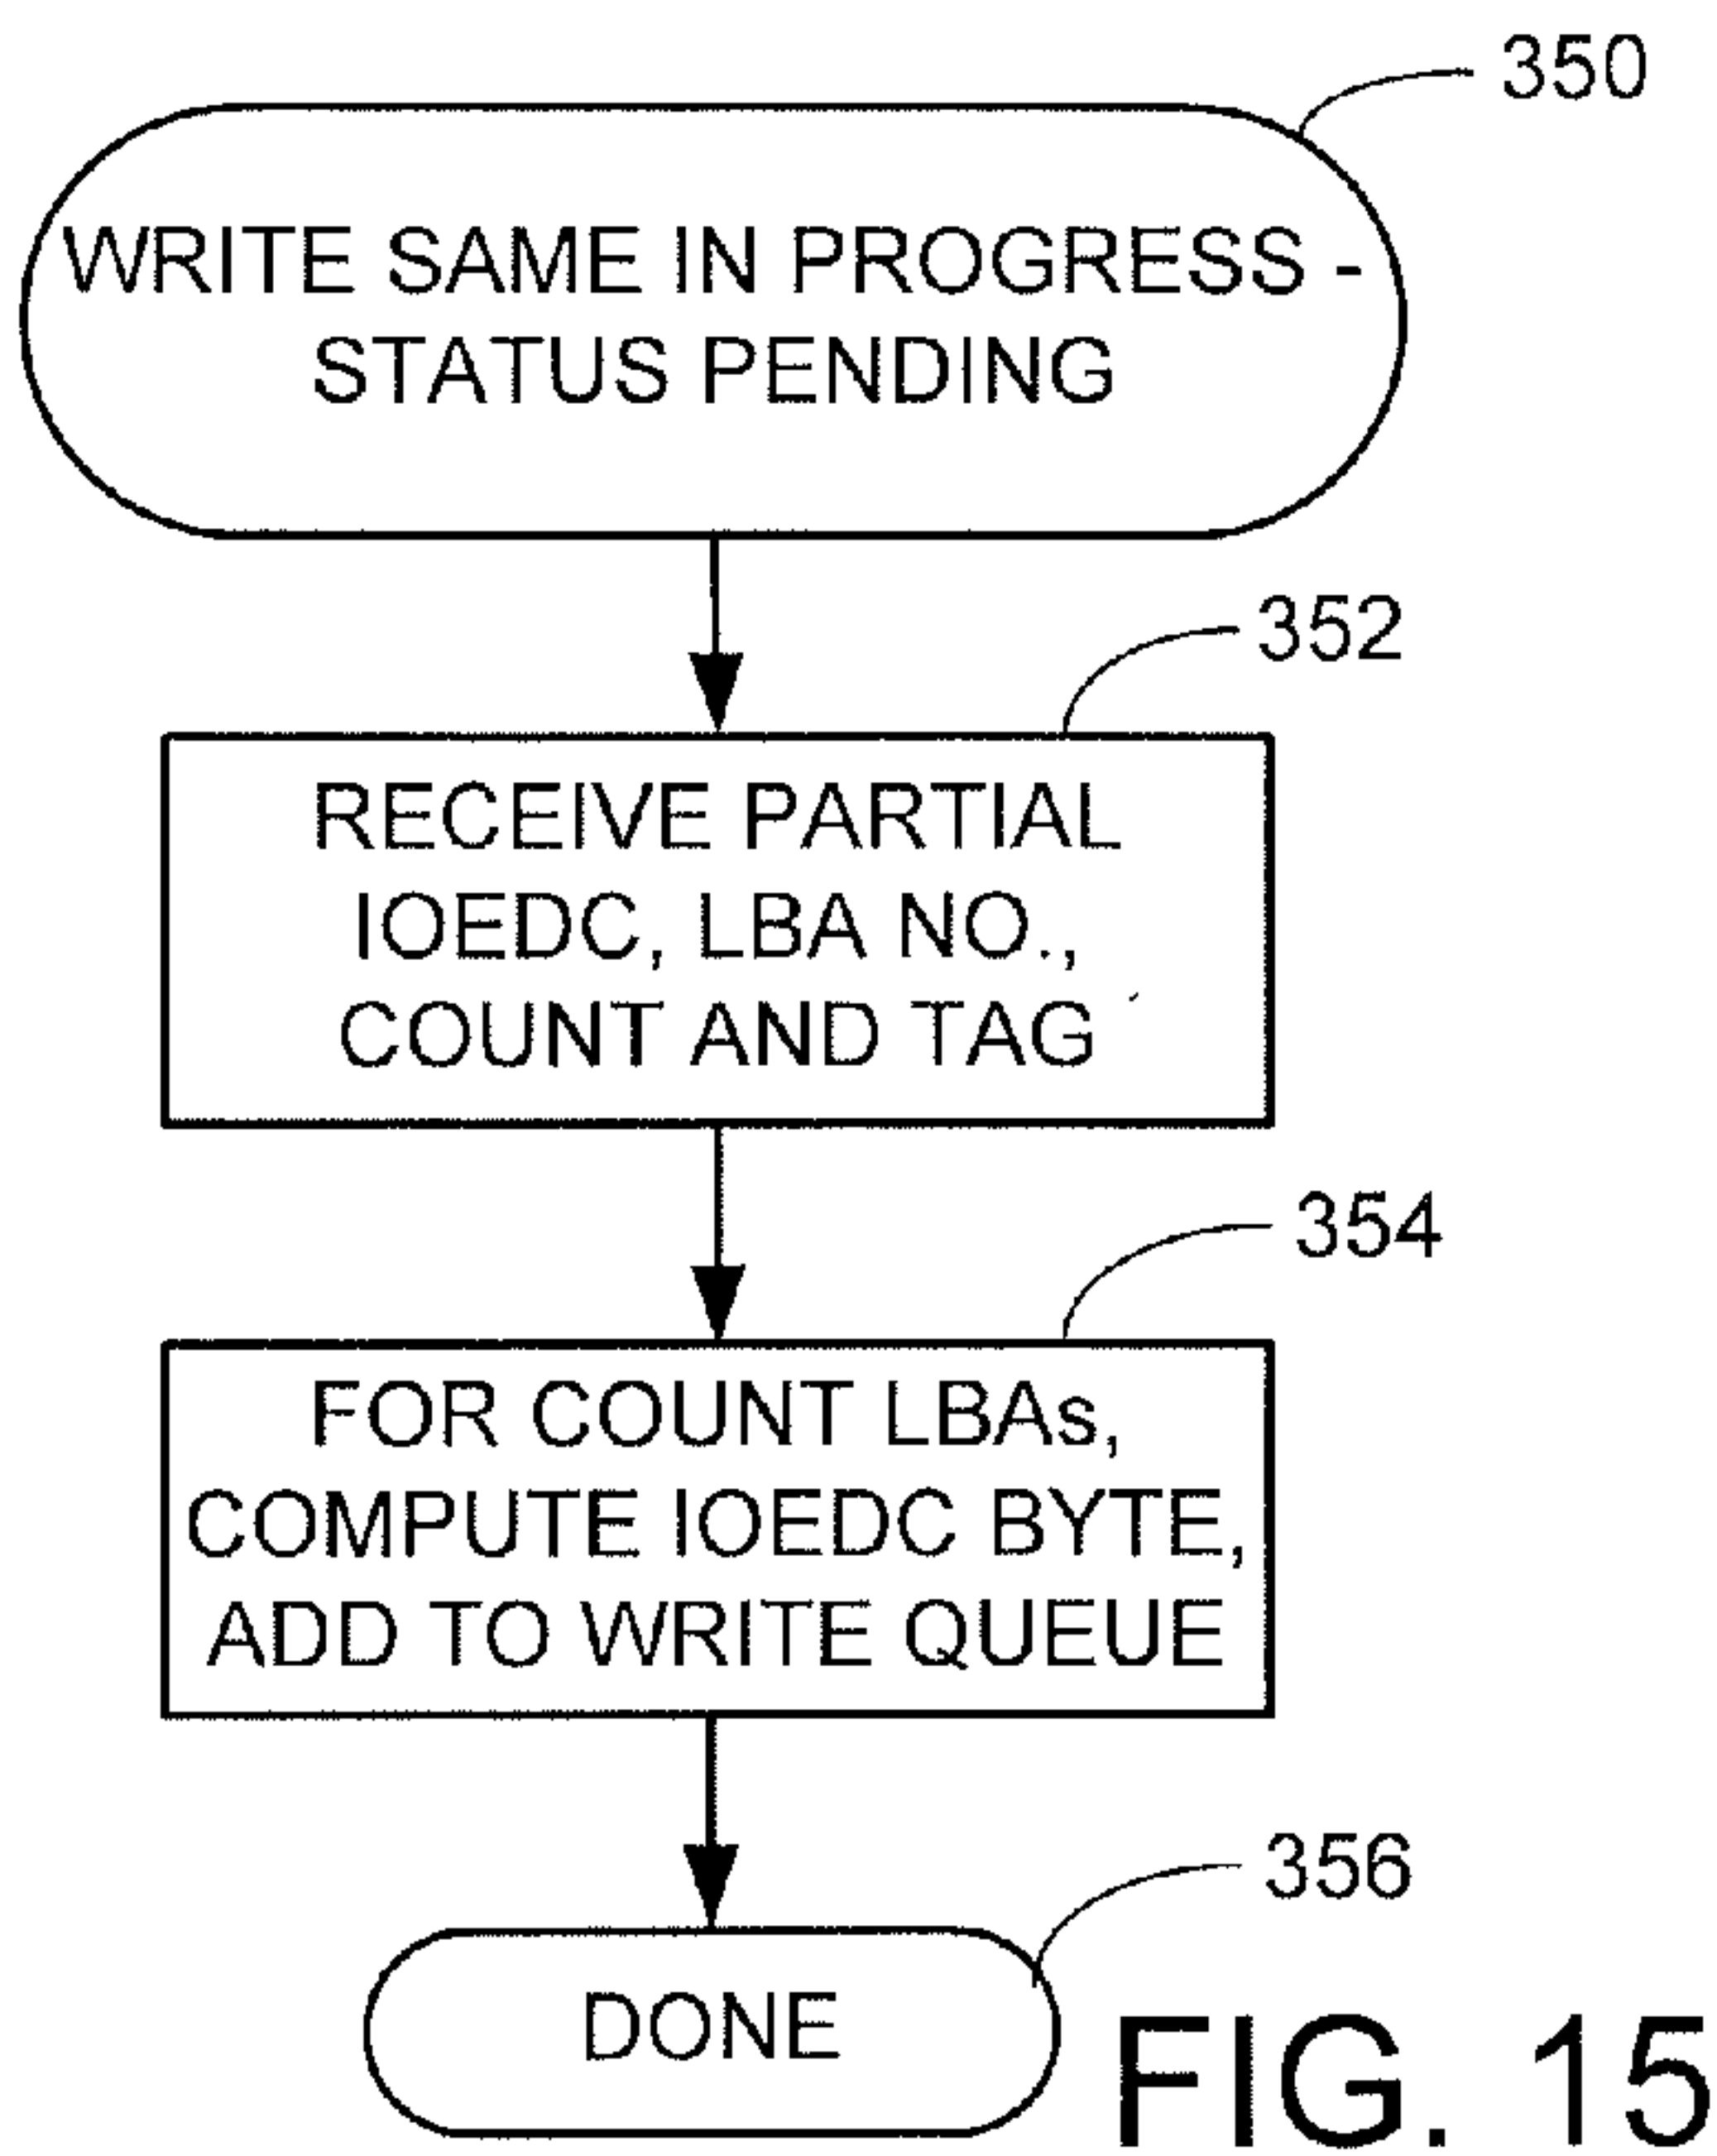 350
WRITE SAME IN PROGRESS -
STATUS PENDING
352
RECEIVE PARTIAL
IOEDC, LBA NO.,
COUNT AND TAG
354
FOR COUNT LBAs,
COMPUTE IOEDC BYTE,
ADD TO WRITE QUEUE
356
DONE
FIG. 15